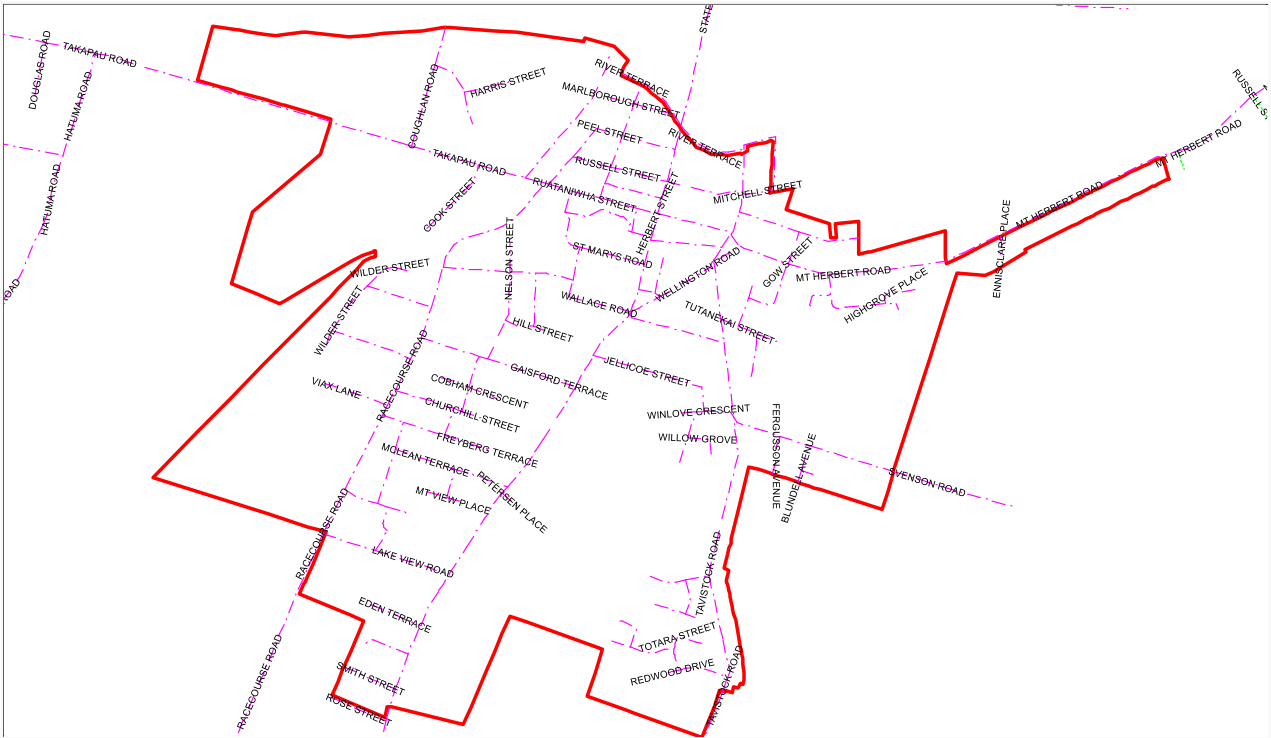 STATE
DOUGLAS ROAD
TAKAPAU ROAD
HATUMA ROAD
COUGHLAN ROAD
HARRIS STREET
RIVER TERRACE
MARLBOROUGH STREET
PEEL STREET
RIVER TERRACE
MT HERBERT ROAD
TAKAPAU ROAD
RUSSELL STREET
RUATANIWHA STREET
MITCHELL STREET
HATUMA ROAD
COOK STREET
HERBERT STREET
MT HERBERT ROAD
NELSON STREET
ST MARYS ROAD
WELLINGTON ROAD
GOW STREET
ENNISCLARE PLACE
WILDER STREET
MT HERBERT ROAD
HIGHGROVE PLACE
ROAD
WILDER STREET
WALLACE ROAD
TUTANEKAI STREET
HILL STREET
RACECOURSE ROAD
JELLICOE STREET
GAISFORD TERRACE
VIAX LANE
COBHAM CRESCENT
CHURCHILL STREET
WINLOVE CRESCENT
WILLOW GROVE
FERGUSSON AVENUE
BLUNDELL AVENUE
FREYBERG TERRACE
MCLEAN TERRACE
SVENSON ROAD
PETERSEN PLACE
MT VIEW PLACE
RACECOURSE ROAD
LAKE VIEW ROAD
TAVISTOCK ROAD
EDEN TERRACE
TOTARA STREET
REDWOOD DRIVE
RACECOURSE ROAD
SMITH STREET
TAVISTOCK ROAD
ROSE STREET
RUSSELL S